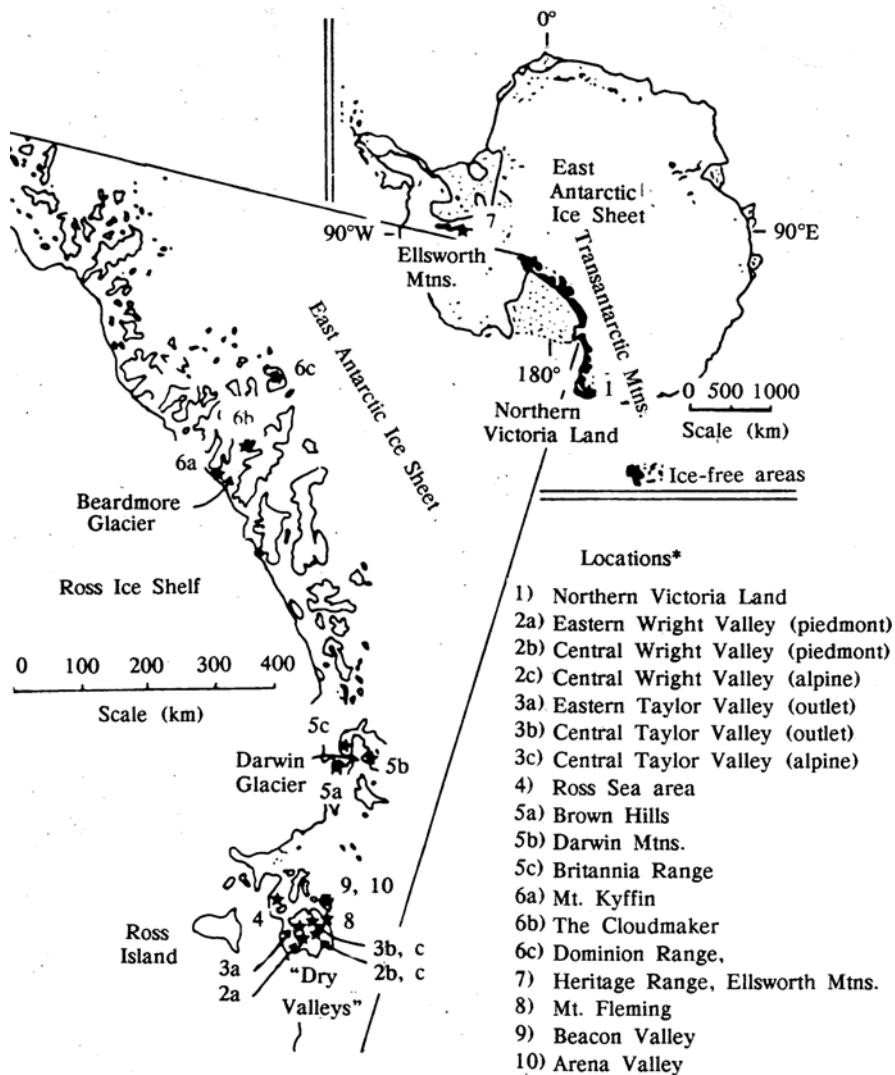 0°
East
Antarctic
Ice Sheet
7
90°W
90°E
Ellsworth
Mtns.
Transantarctic Mtns.
180°
1
Northern
Victoria Land
0 500 1000
Scale (km)
Ice-free areas
East Antarctic Ice Sheet
6c
6b
6a
Beardmore
Glacier
Ross Ice Shelf
0 100 200 300 400
Scale (km)
5c
Darwin
Glacier
5b
5a
9, 10
4
8
Ross
Island
3b, c
3a
2b, c
2a
"Dry
Valleys"
Locations*
1) Northern Victoria Land
2a) Eastern Wright Valley (piedmont)
2b) Central Wright Valley (piedmont)
2c) Central Wright Valley (alpine)
3a) Eastern Taylor Valley (outlet)
3b) Central Taylor Valley (outlet)
3c) Central Taylor Valley (alpine)
4) Ross Sea area
5a) Brown Hills
5b) Darwin Mtns.
5c) Britannia Range
6a) Mt. Kyffin
6b) The Cloudmaker
6c) Dominion Range,
7) Heritage Range, Ellsworth Mtns.
8) Mt. Fleming
9) Beacon Valley
10) Arena Valley